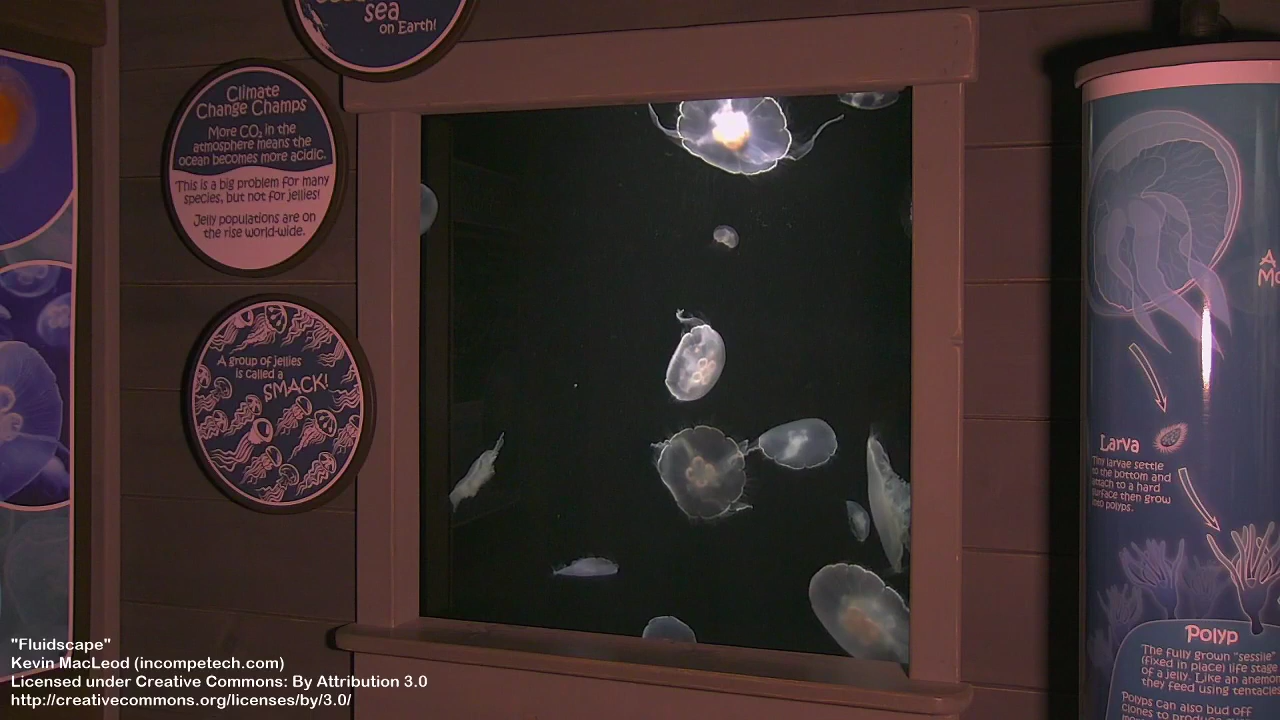 sea
on Earth!
Climate
Change Champs
More CO₂ in the
atmosphere means the
ocean becomes more acidic.
This is a big problem for many
species, but not for jellies!
Jelly populations are on
the rise world-wide.
A group of jellies
is called a
SMACK!
A
Larva
Tiny larvae settle
to the bottom and
attach to a hard
surface then grow
into polyps.
Polyp
The fully grown "sessile"
(fixed in place) life stage
of a jelly. Like an
they feed using tentacles
Polyps can also bud off
clones to
"Fluidscape"
Kevin MacLeod (incompetech.com)
Licensed under Creative Commons: By Attribution 3.0
http://creativecommons.org/licenses/by/3.0/